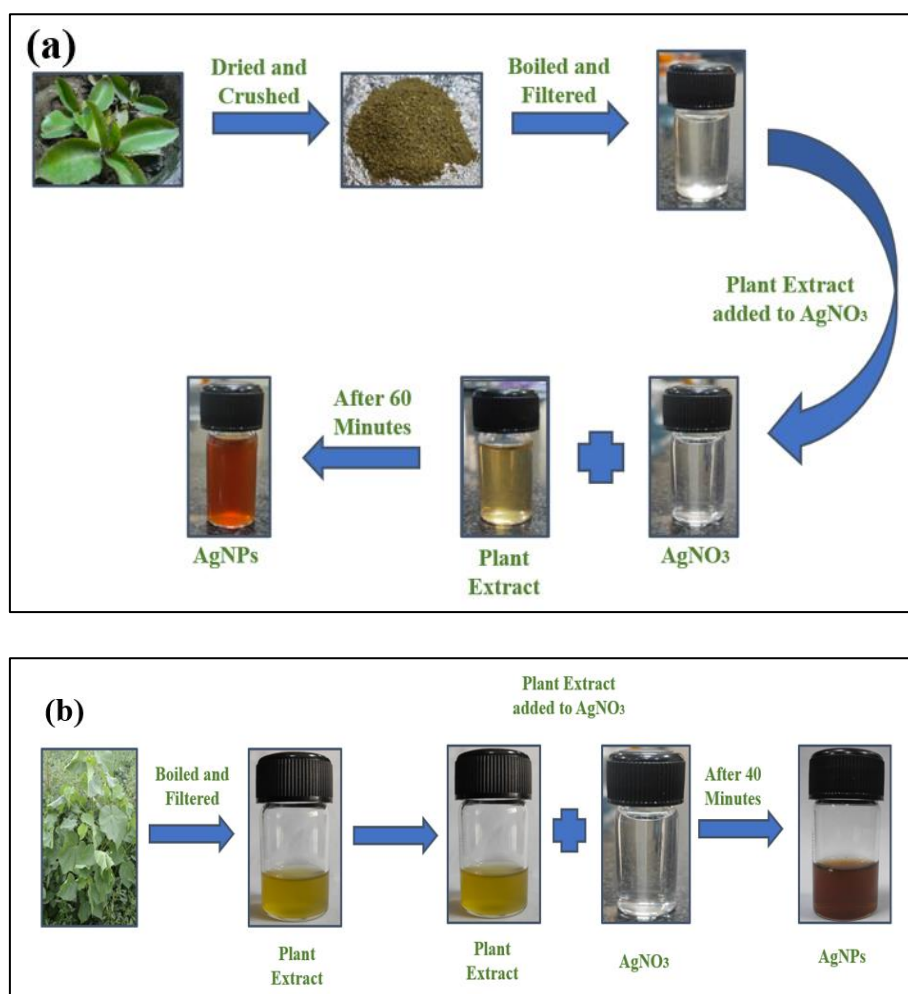 (a)
Dried and
Crushed
Boiled and
Filtered
Plant Extract
added to AgNO₃
After 60
Minutes
AgNPs
Plant
Extract
AgNO₃
(b)
Plant Extract
added to AgNO₃
Boiled and
Filtered
After 40
Minutes
Plant
Extract
Plant
Extract
AgNO₃
AgNPs